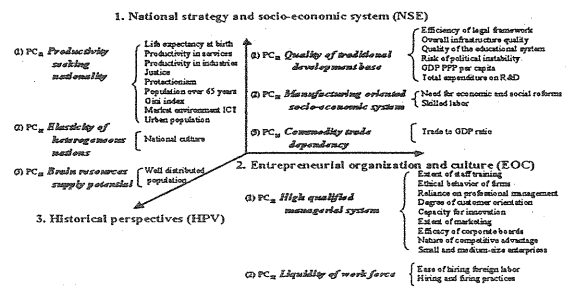 1. National strategy and socio-economic system (NSE)
(1) PC Productivity seeking nationality
Life expectancy at birth
Productivity in services
Productivity in industries
Justice
Protectionism
Population over 65 years
Gini index
Market environment ICT
Urban population
(2) PC Elasticity of heterogeneous nations
National culture
(3) PC Brain resources supply potential
Well distributed population
(1) PC Quality of traditional development base
Efficiency of legal framework
Overall infrastructure quality
Quality of the educational system
Risk of political instability
GDP PPP per capita
Total expenditure on R&D
(2) PC Manufacturing oriented socio-economic system
Need for economic and social reforms
Skilled labor
(3) PC Commodity trade dependency
Trade to GDP ratio
2. Entrepreneurial organization and culture (EOC)
(1) PC High qualified managerial system
Extent of staff training
Ethical behavior of firms
Reliance on professional management
Degree of customer orientation
Capacity for innovation
Extent of marketing
Efficacy of corporate boards
Nature of competitive advantage
Small and medium-size enterprises
(2) PC Liquidity of work force
Ease of hiring foreign labor
Hiring and firing practices
3. Historical perspectives (HPV)